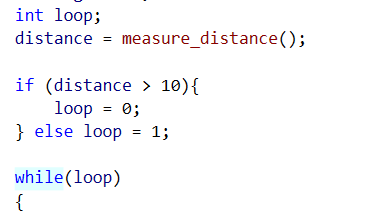 int loop;
distance = measure_distance();
if (distance > 10){
    loop = 0;
} else loop = 1;
while(loop)
{